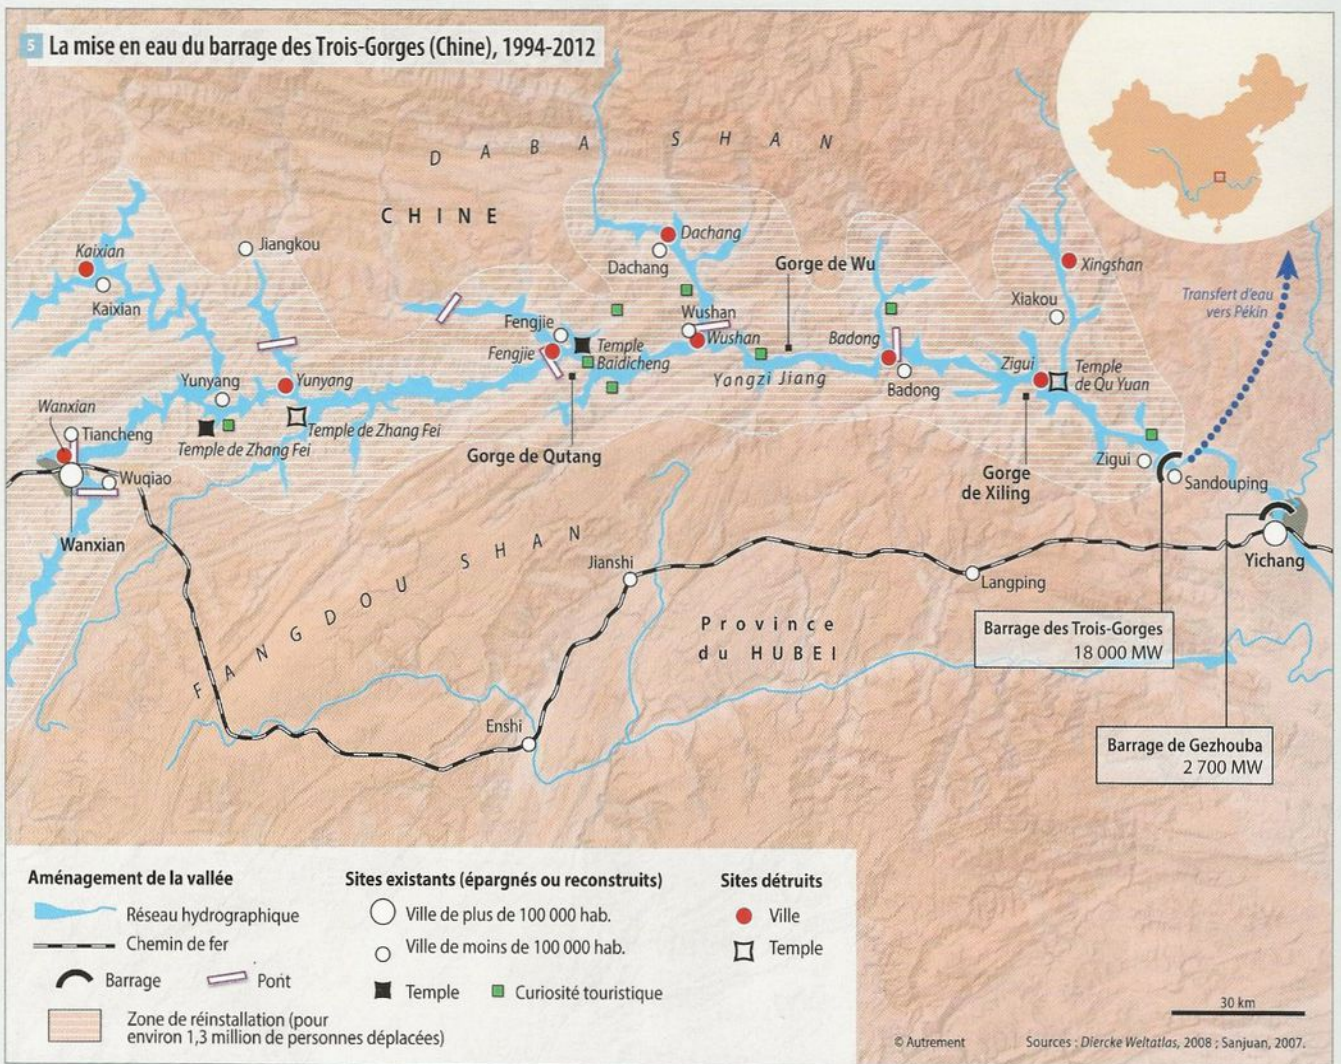 5 La mise en eau du barrage des Trois-Gorges (Chine), 1994-2012
DABA SHAN
CHINE
Kaixian
Kaixian
Jiangkou
Dachang
Dachang
Gorge de Wu
Xingshan
Xiakou
Transfert d'eau
vers Pékin
Fengjie
Fengjie
Temple
Baidicheng
Wushan
Wushan
Badong
Badong
Yangzi Jiang
Zigui
Temple
de Qu Yuan
Yunyang
Yunyang
Wanxian
Tiancheng
Temple de Zhang Fei
Temple de Zhang Fei
Gorge de Qutang
Gorge
de Xiling
Zigui
Sandouping
Wuqiao
Wanxian
FANGDOU SHAN
Jianshi
Langping
Yichang
Province
du HUBEI
Barrage des Trois-Gorges
18 000 MW
Enshi
Barrage de Gezhouba
2 700 MW
Aménagement de la vallée
Réseau hydrographique
Chemin de fer
Barrage
Pont
Zone de réinstallation (pour
environ 1,3 million de personnes déplacées)
Sites existants (épargnés ou reconstruits)
Ville de plus de 100 000 hab.
Ville de moins de 100 000 hab.
Temple
Curiosité touristique
Sites détruits
Ville
Temple
30 km
© Autrement
Sources : Diercke Weltatlas, 2008 ; Sanjuan, 2007.